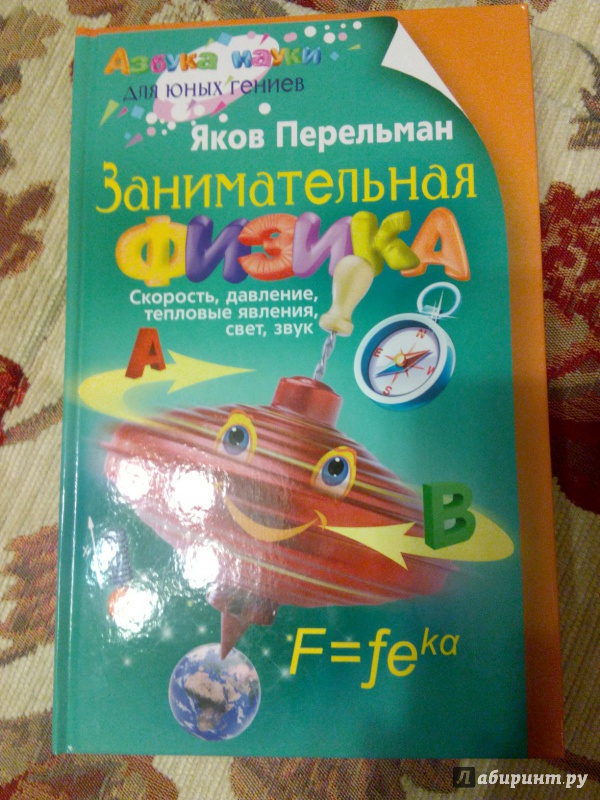 Азбука науки
для юных гениев
Яков Перельман
Занимательная
ФИЗИКА
Скорость, давление,
тепловые явления,
свет, звук
A
N
E
W
S
B
F=fe^kα
Лабиринт.ру